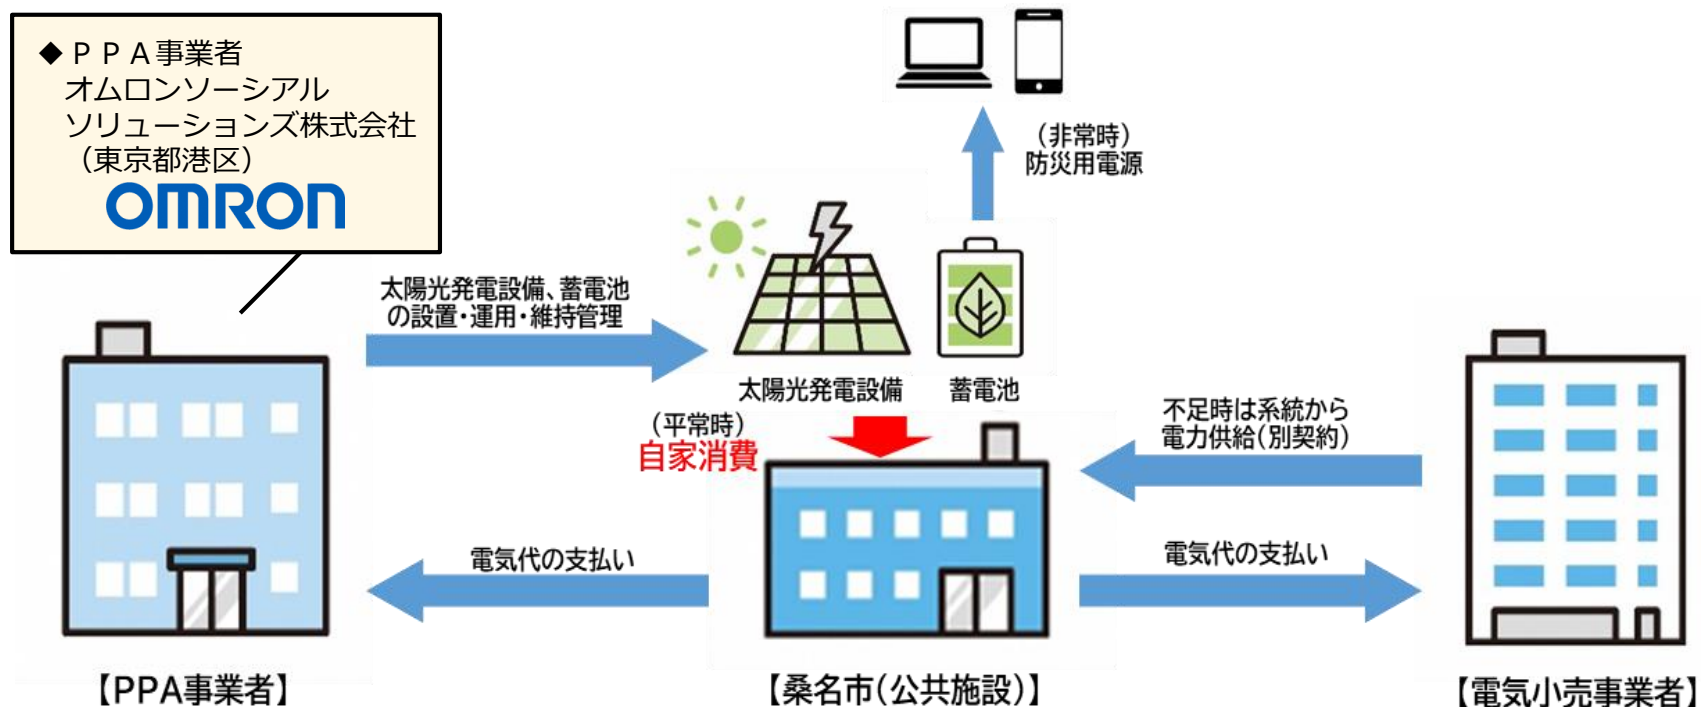 ◆ＰＰＡ事業者
オムロンソーシアル
ソリューションズ株式会社
（東京都港区）
OMRON
（非常時）
防災用電源
太陽光発電設備、蓄電池
の設置・運用・維持管理
太陽光発電設備
蓄電池
（平常時）
自家消費
不足時は系統から
電力供給(別契約)
電気代の支払い
電気代の支払い
【PPA事業者】
【桑名市(公共施設)】
【電気小売事業者】